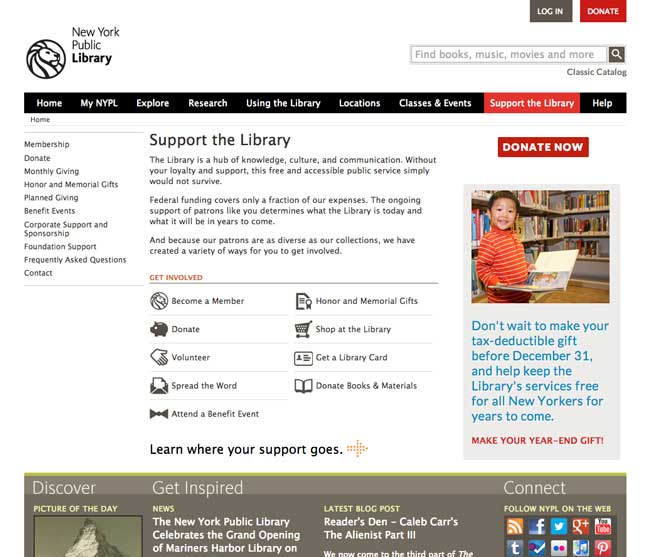 LOG IN
DONATE
New York
Public
Library
Find books, music, movies and more
Classic Catalog
Home
My NYPL
Explore
Research
Using the Library
Locations
Classes & Events
Support the Library
Help
Home
Membership
Donate
Monthly Giving
Honor and Memorial Gifts
Planned Giving
Benefit Events
Corporate Support and
Sponsorship
Foundation Support
Frequently Asked Questions
Contact
Support the Library
The Library is a hub of knowledge, culture, and communication. Without
your loyalty and support, this free and accessible public service simply
would not survive.
Federal funding covers only a fraction of our expenses. The ongoing
support of patrons like you determines what the Library is today and
what it will be in years to come.
And because our patrons are as diverse as our collections, we have
created a variety of ways for you to get involved.
GET INVOLVED
Become a Member
Honor and Memorial Gifts
Donate
Shop at the Library
Volunteer
Get a Library Card
Spread the Word
Donate Books & Materials
Attend a Benefit Event
Learn where your support goes.
DONATE NOW
Don't wait to make your
tax-deductible gift
before December 31,
and help keep the
Library's services free
for all New Yorkers for
years to come.
MAKE YOUR YEAR-END GIFT!
Discover
PICTURE OF THE DAY
Get Inspired
NEWS
The New York Public Library
Celebrates the Grand Opening
of Mariners Harbor Library on
LATEST BLOG POST
Reader's Den - Caleb Carr's
The Alienist Part III
We now come to the third part of The
Connect
FOLLOW NYPL ON THE WEB